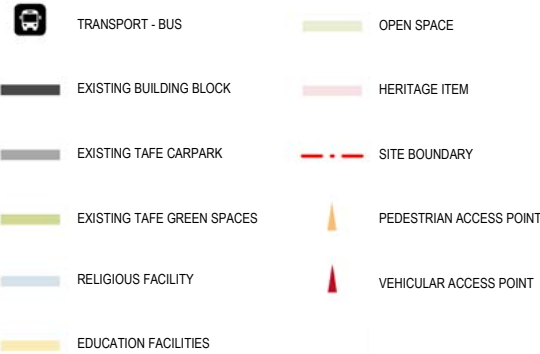 TRANSPORT - BUS
EXISTING BUILDING BLOCK
EXISTING TAFE CARPARK
EXISTING TAFE GREEN SPACES
RELIGIOUS FACILITY
EDUCATION FACILITIES
OPEN SPACE
HERITAGE ITEM
SITE BOUNDARY
PEDESTRIAN ACCESS POINT
VEHICULAR ACCESS POINT